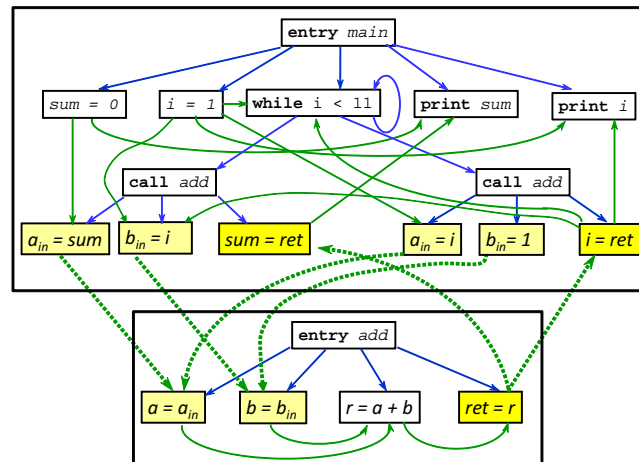 entry main
sum = 0
i = 1
while i < 11
print sum
print i
call add
call add
a_in = sum
b_in = i
sum = ret
a_in = i
b_in = 1
i = ret
entry add
a = a_in
b = b_in
r = a + b
ret = r